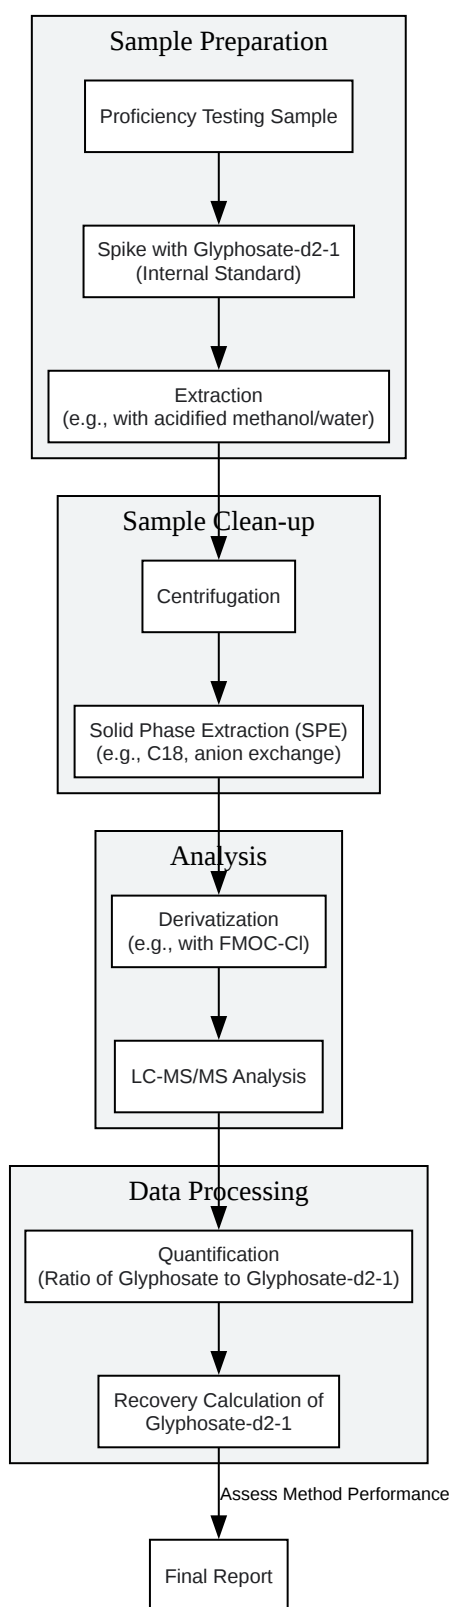 Sample Preparation
Proficiency Testing Sample
Spike with Glyphosate-d2-1
(Internal Standard)
Extraction
(e.g., with acidified methanol/water)
Sample Clean-up
Centrifugation
Solid Phase Extraction (SPE)
(e.g., C18, anion exchange)
Analysis
Derivatization
(e.g., with FMOC-Cl)
LC-MS/MS Analysis
Data Processing
Quantification
(Ratio of Glyphosate to Glyphosate-d2-1)
Recovery Calculation of
Glyphosate-d2-1
Assess Method Performance
Final Report